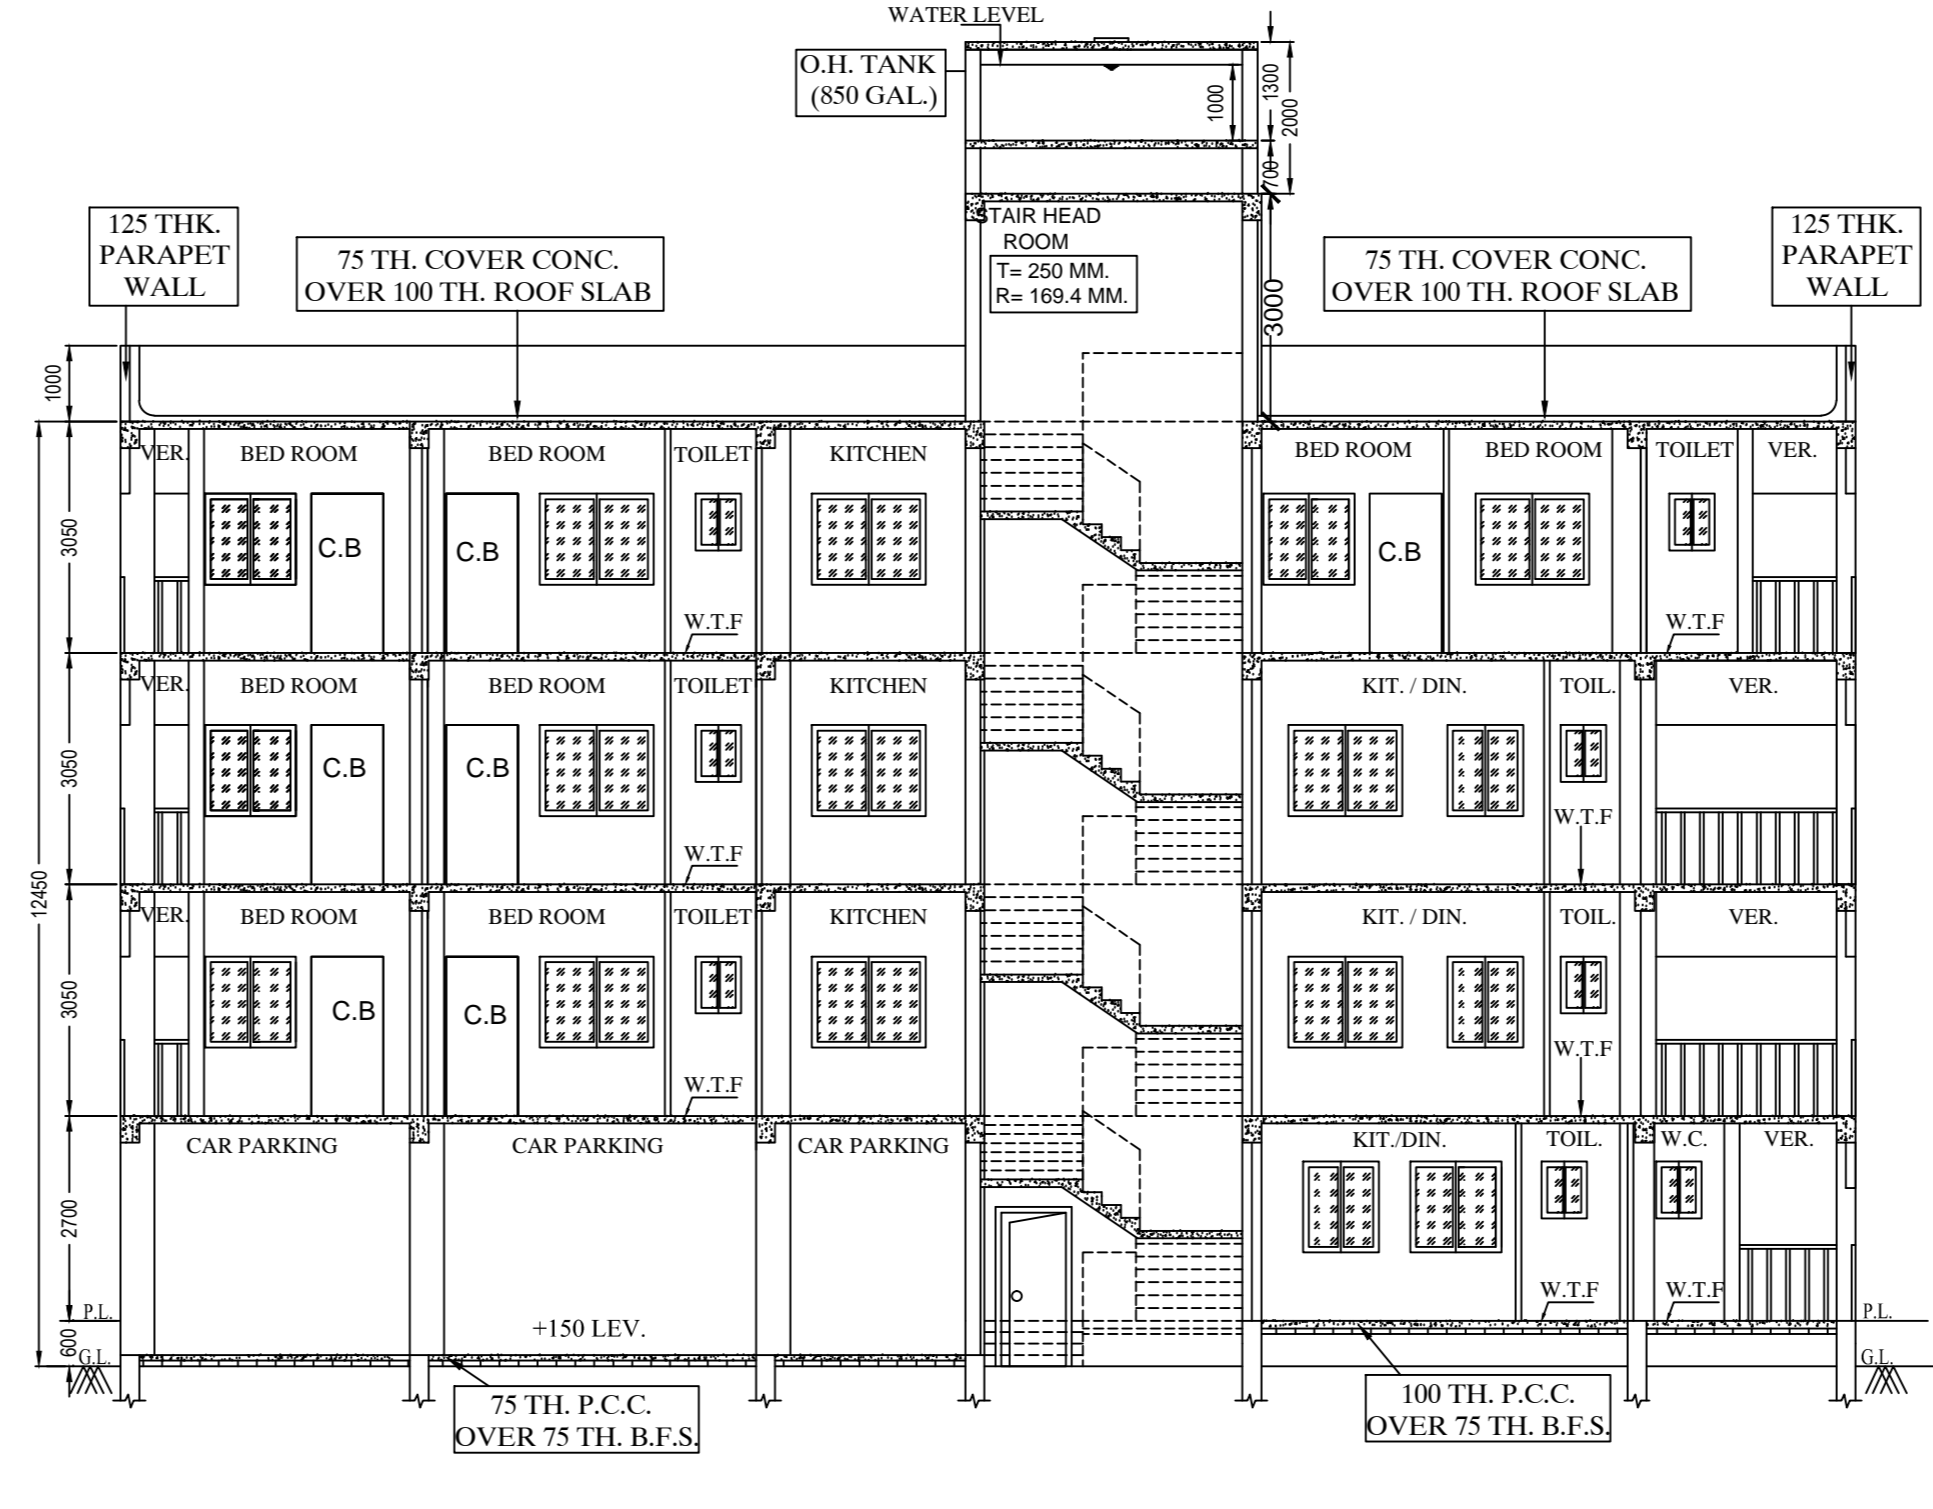 WATER LEVEL
O.H. TANK
(850 GAL.)
1000
1300
2000
700
125 THK.
PARAPET
WALL
75 TH. COVER CONC.
OVER 100 TH. ROOF SLAB
STAIR HEAD
ROOM
T= 250 MM.
R= 169.4 MM.
3000
75 TH. COVER CONC.
OVER 100 TH. ROOF SLAB
125 THK.
PARAPET
WALL
1000
VER. BED ROOM BED ROOM TOILET KITCHEN BED ROOM BED ROOM TOILET VER.
3050
C.B C.B C.B
W.T.F W.T.F
VER. BED ROOM BED ROOM TOILET KITCHEN KIT. / DIN. TOIL. VER.
3050
C.B C.B
W.T.F W.T.F
12450
VER. BED ROOM BED ROOM TOILET KITCHEN KIT. / DIN. TOIL. VER.
3050
C.B C.B
W.T.F W.T.F
CAR PARKING CAR PARKING CAR PARKING KIT./DIN. TOIL. W.C. VER.
2700
W.T.F W.T.F
P.L. P.L.
+150 LEV.
600
G.L. G.L.
75 TH. P.C.C.
OVER 75 TH. B.F.S.
100 TH. P.C.C.
OVER 75 TH. B.F.S.